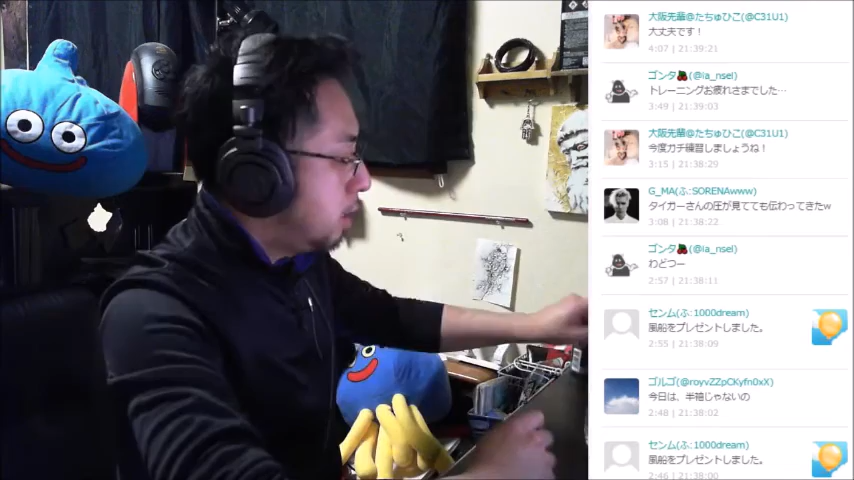 大阪先輩@たちゅひこ(@C31U1)
大丈夫です！
4:07 | 21:39:21
ゴンタ🍒(@ia_nsel)
トレーニングお疲れさまでした…
3:49 | 21:39:03
大阪先輩@たちゅひこ(@C31U1)
今度ガチ練習しましょうね！
3:15 | 21:38:29
G_MA(ふ:SORENAwww)
タイガーさんの圧が見てても伝わってきたw
3:08 | 21:38:22
ゴンタ🍒(@ia_nsel)
わどつー
2:57 | 21:38:11
センム(ふ:1000dream)
風船をプレゼントしました。
2:55 | 21:38:09
ゴルゴ(@royvZZpCKyfn0xX)
今日は、半裸じゃないの
2:48 | 21:38:02
センム(ふ:1000dream)
風船をプレゼントしました。
2:46 | 21:38:00